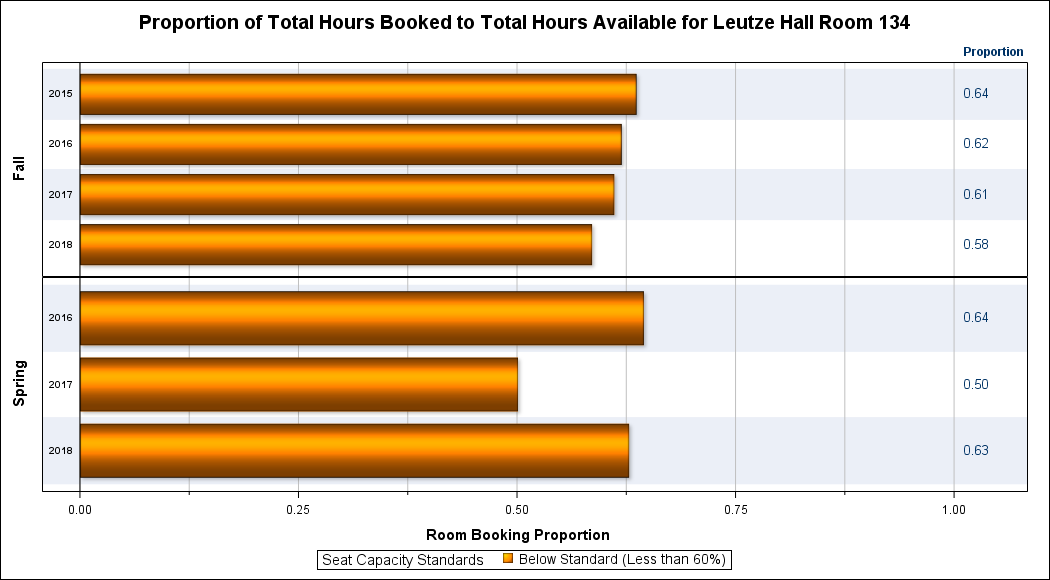 Proportion of Total Hours Booked to Total Hours Available for Leutze Hall Room 134
Proportion
Fall
2015 0.64
2016 0.62
2017 0.61
2018 0.58
Spring
2016 0.64
2017 0.50
2018 0.63
0.00 0.25 0.50 0.75 1.00
Room Booking Proportion
Seat Capacity Standards Below Standard (Less than 60%)